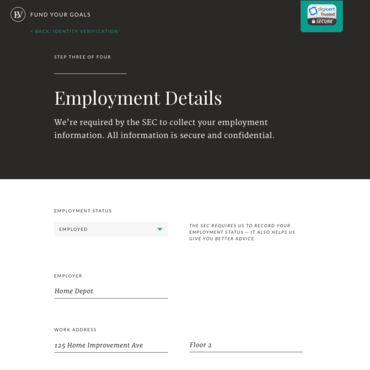 BV FUND YOUR GOALS
digicert
Trusted
SECURE
< BACK: IDENTITY VERIFICATION
STEP THREE OF FOUR
Employment Details
We're required by the SEC to collect your employment
information. All information is secure and confidential.
EMPLOYMENT STATUS
EMPLOYED
THE SEC REQUIRES US TO RECORD YOUR
EMPLOYMENT STATUS — IT ALSO HELPS US
GIVE YOU BETTER ADVICE.
EMPLOYER
Home Depot
WORK ADDRESS
125 Home Improvement Ave
Floor 2